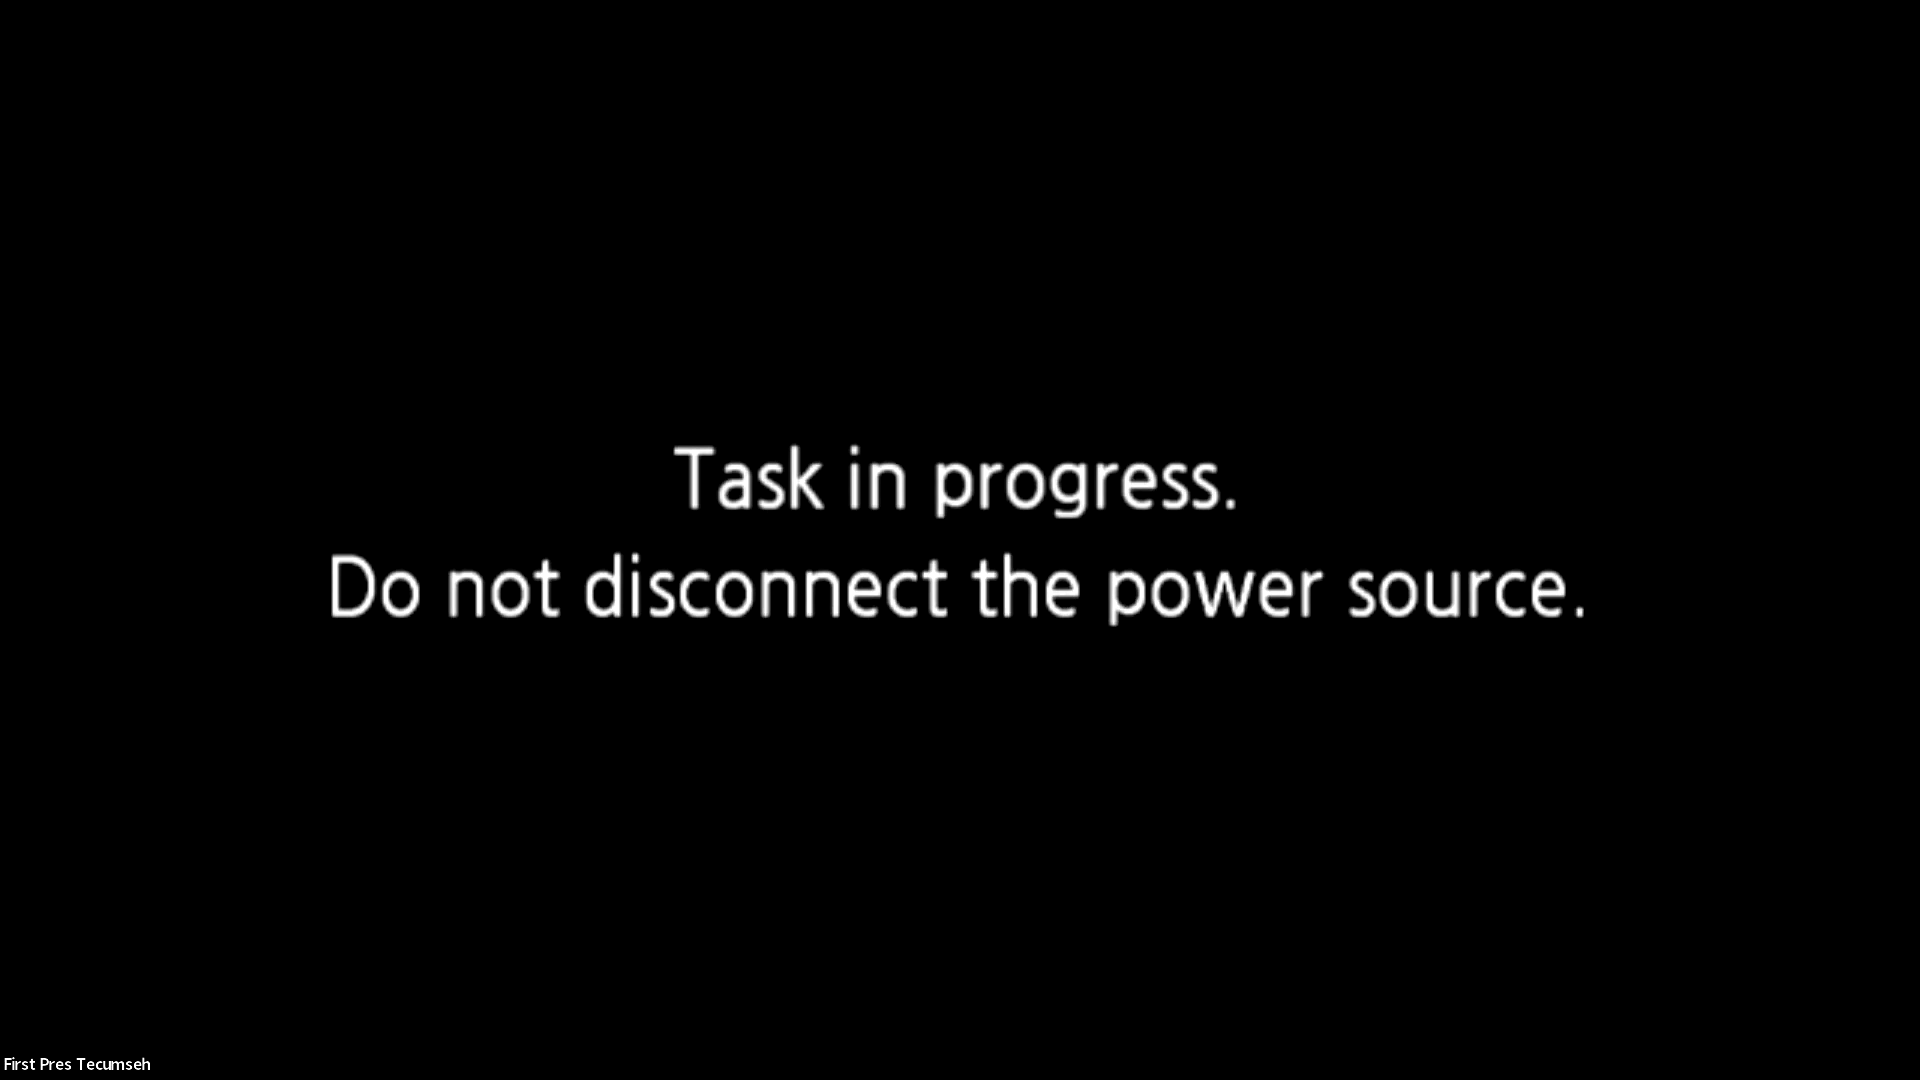 Task in progress.
Do not disconnect the power source.
First Pres Tecumseh